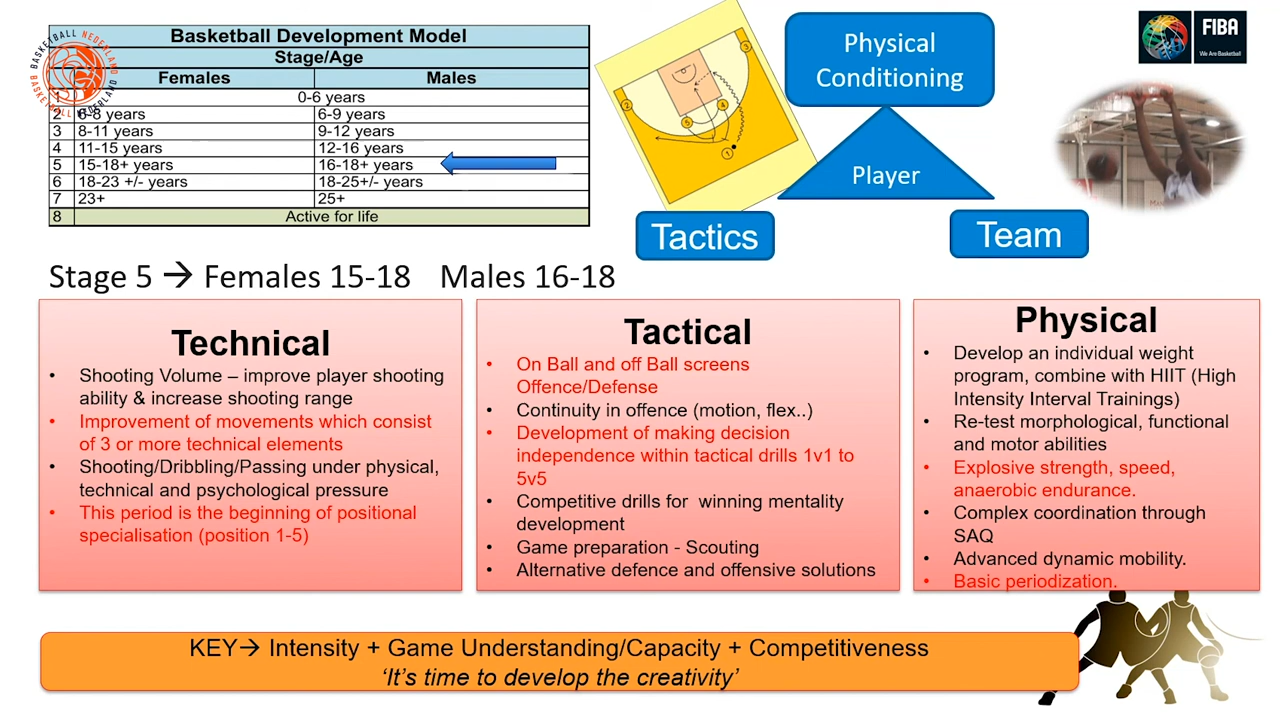 Basketball Development Model
Stage/Age
Females Males
1 0-6 years
2 6-8 years 6-9 years
3 8-11 years 9-12 years
4 11-15 years 12-16 years
5 15-18+ years 16-18+ years
6 18-23 +/- years 18-25+/- years
7 23+ 25+
8 Active for life
BASKETBALL NEDERLAND
BASKETBALL NEDERLAND
3
2
4
5
1
Physical
Conditioning
Player
Tactics
Team
FIBA
We Are Basketball
Stage 5 → Females 15-18 Males 16-18
Technical
• Shooting Volume – improve player shooting
ability & increase shooting range
• Improvement of movements which consist
of 3 or more technical elements
• Shooting/Dribbling/Passing under physical,
technical and psychological pressure
• This period is the beginning of positional
specialisation (position 1-5)
Tactical
• On Ball and off Ball screens
Offence/Defense
• Continuity in offence (motion, flex..)
• Development of making decision
independence within tactical drills 1v1 to
5v5
• Competitive drills for winning mentality
development
• Game preparation - Scouting
• Alternative defence and offensive solutions
Physical
• Develop an individual weight
program, combine with HIIT (High
Intensity Interval Trainings)
• Re-test morphological, functional
and motor abilities
• Explosive strength, speed,
anaerobic endurance.
• Complex coordination through
SAQ
• Advanced dynamic mobility.
• Basic periodization.
KEY→ Intensity + Game Understanding/Capacity + Competitiveness
‘It’s time to develop the creativity’